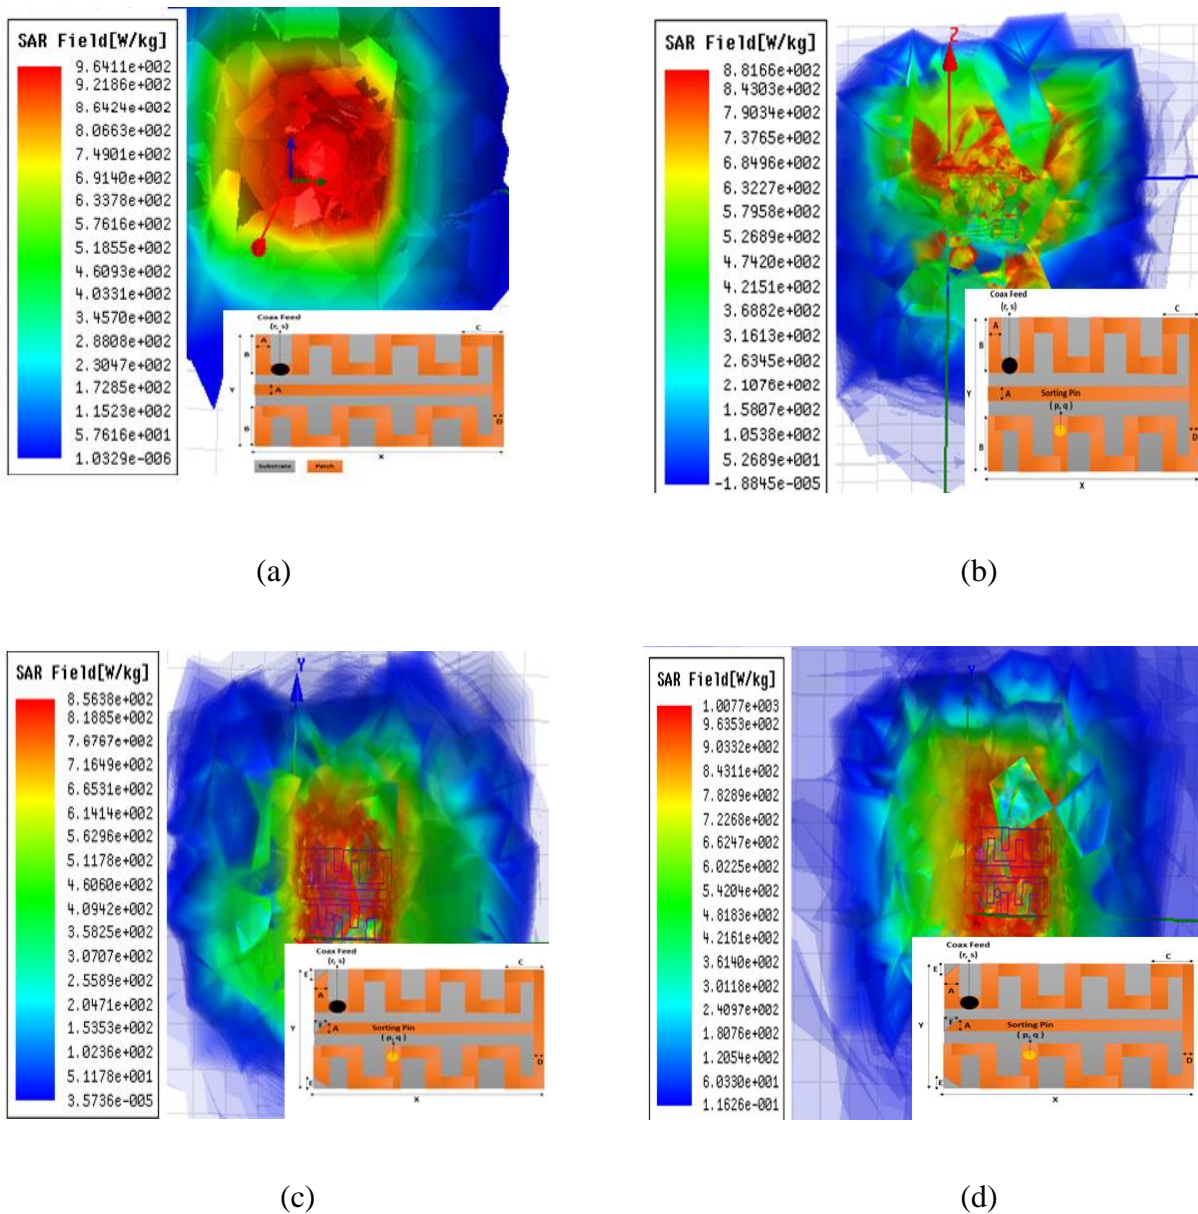 SAR Field[W/kg]
9.6411e+002
9.2186e+002
8.6424e+002
8.0663e+002
7.4901e+002
6.9140e+002
6.3378e+002
5.7616e+002
5.1855e+002
4.6093e+002
4.0331e+002
3.4570e+002
2.8808e+002
2.3047e+002
1.7285e+002
1.1523e+002
5.7616e+001
1.0329e-006
Coax Feed
(r, s)
C
A
B
Y
A
B
D
X
Substrate
Patch
(a)
SAR Field[W/kg]
8.8166e+002
8.4303e+002
7.9034e+002
7.3765e+002
6.8496e+002
6.3227e+002
5.7958e+002
5.2689e+002
4.7420e+002
4.2151e+002
3.6882e+002
3.1613e+002
2.6345e+002
2.1076e+002
1.5807e+002
1.0538e+002
5.2689e+001
-1.8845e-005
Z
Coax Feed
(r, s)
C
A
B
Y
A
Sorting Pin
( p, q )
B
D
X
(b)
SAR Field[W/kg]
8.5638e+002
8.1885e+002
7.6767e+002
7.1649e+002
6.6531e+002
6.1414e+002
5.6296e+002
5.1178e+002
4.6060e+002
4.0942e+002
3.5825e+002
3.0707e+002
2.5589e+002
2.0471e+002
1.5353e+002
1.0236e+002
5.1178e+001
3.5736e-005
Y
Coax Feed
(r, s)
C
E
A
Y
F
A
Sorting Pin
( p, q )
D
E
X
(c)
SAR Field[W/kg]
1.0077e+003
9.6353e+002
9.0332e+002
8.4311e+002
7.8289e+002
7.2268e+002
6.6247e+002
6.0225e+002
5.4204e+002
4.8183e+002
4.2161e+002
3.6140e+002
3.0118e+002
2.4097e+002
1.8076e+002
1.2054e+002
6.0330e+001
1.1626e-001
Y
Coax Feed
(r, s)
C
E
A
Y
F
A
Sorting Pin
( p, q )
D
E
X
(d)